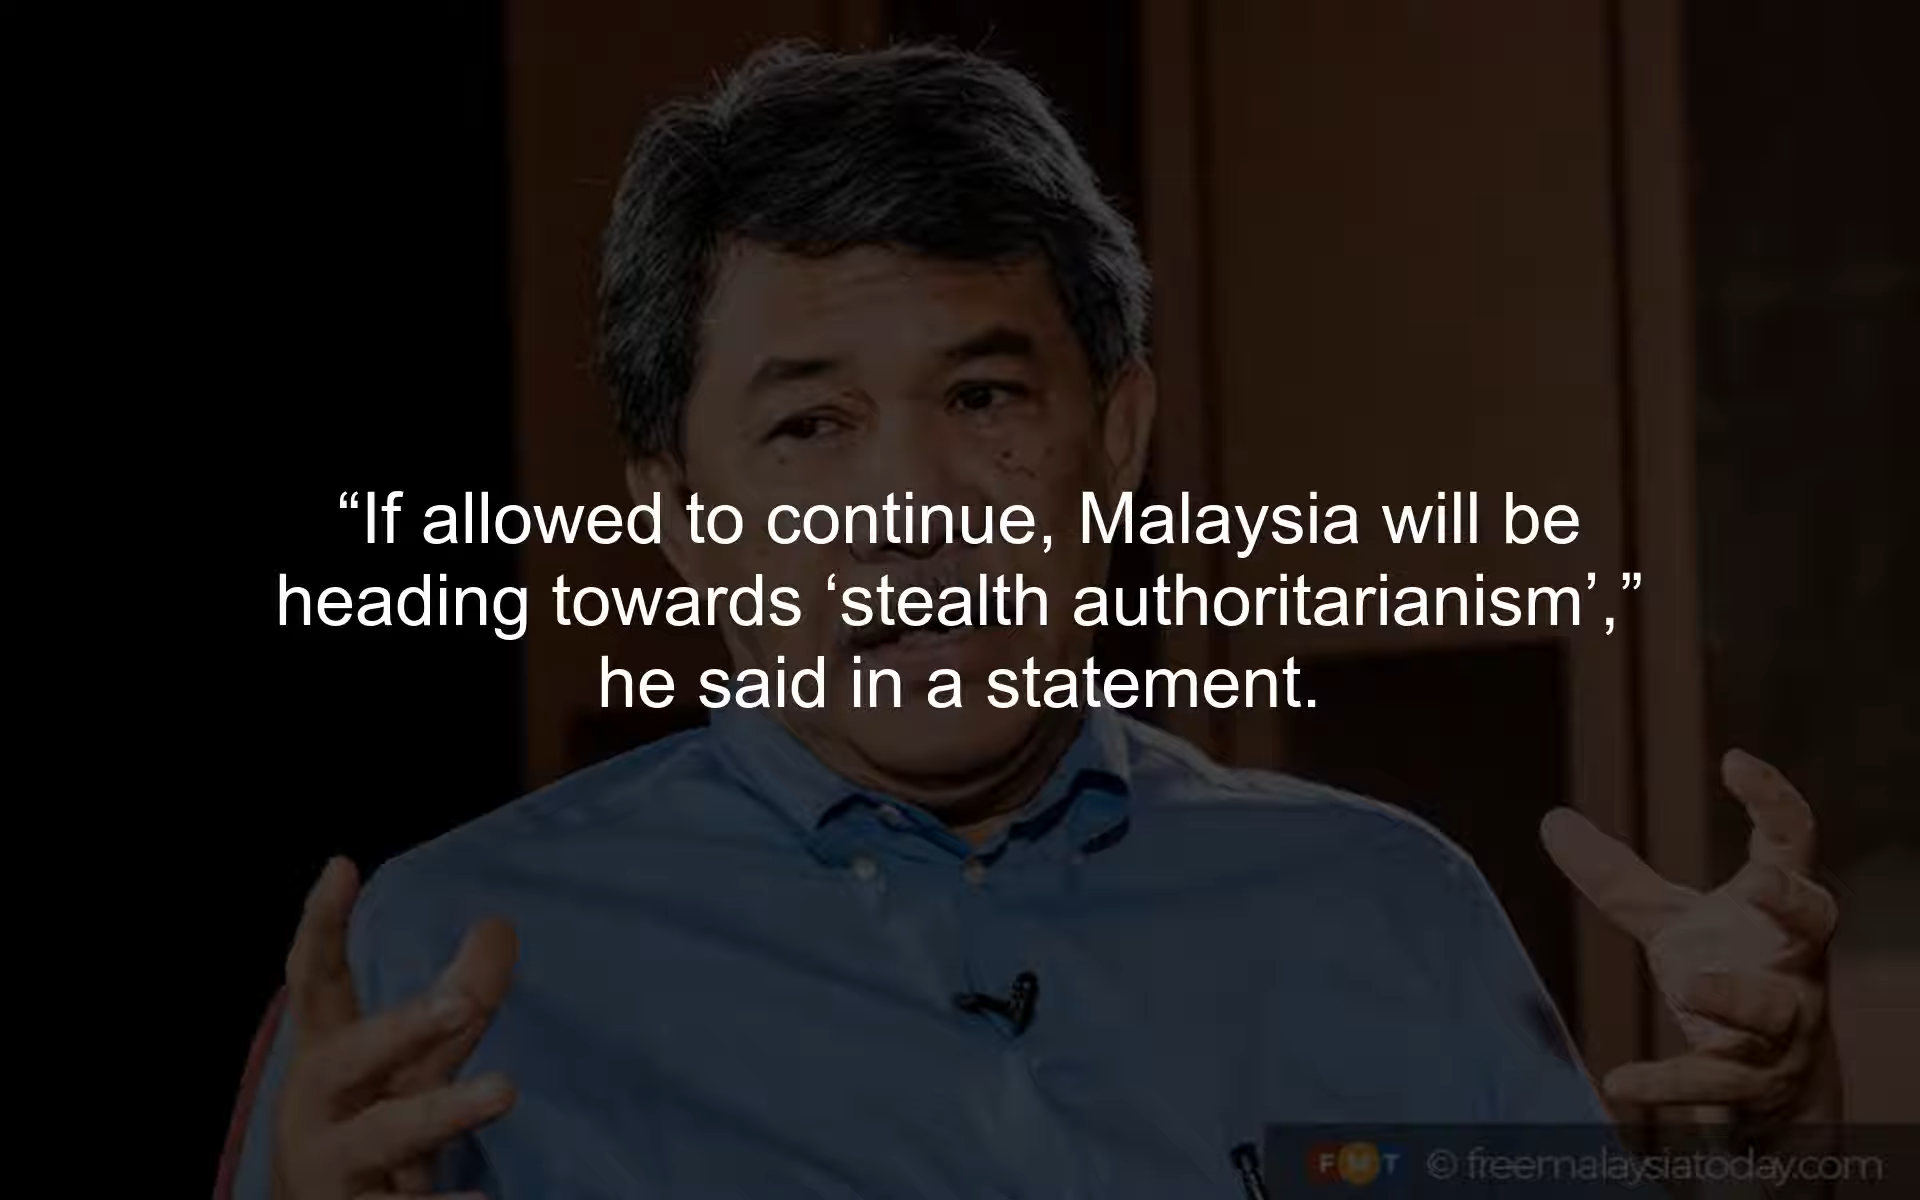 “If allowed to continue, Malaysia will be
heading towards ‘stealth authoritarianism’,”
he said in a statement.
FMT © freemalaysiatoday.com